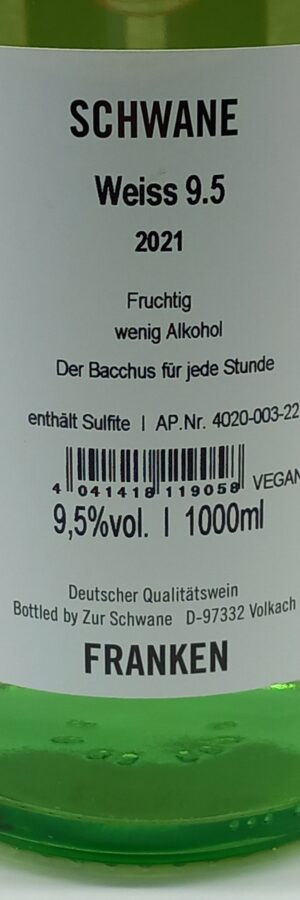 SCHWANE
Weiss 9.5
2021
Fruchtig
wenig Alkohol
Der Bacchus für jede Stunde
enthält Sulfite | AP.Nr. 4020-003-22
4 041418 119058 VEGAN
9,5%vol. | 1000ml
Deutscher Qualitätswein
Bottled by Zur Schwane D-97332 Volkach
FRANKEN